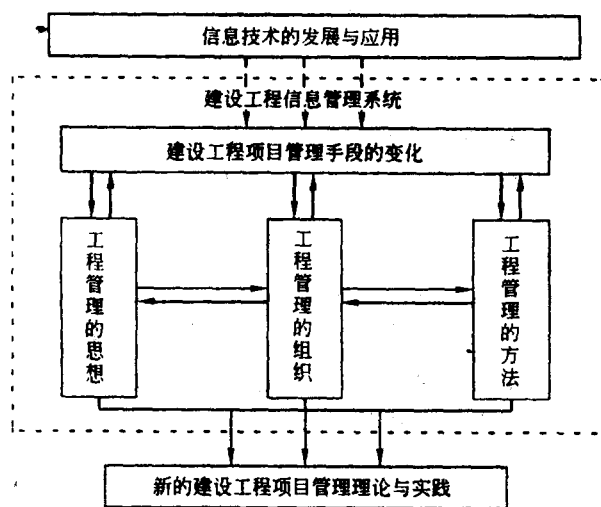 信息技术的发展与应用
建设工程信息管理系统
建设工程项目管理手段的变化
工程管理的思想
工程管理的组织
工程管理的方法
新的建设工程项目管理理论与实践